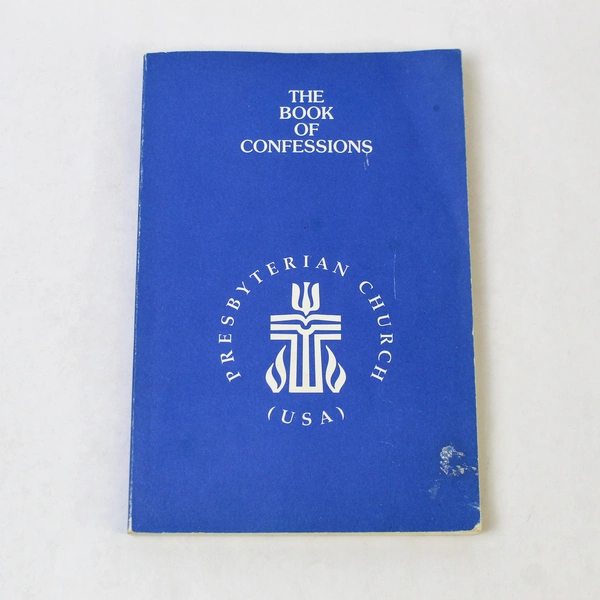 THE
BOOK
OF
CONFESSIONS
PRESBYTERIAN CHURCH
(USA)